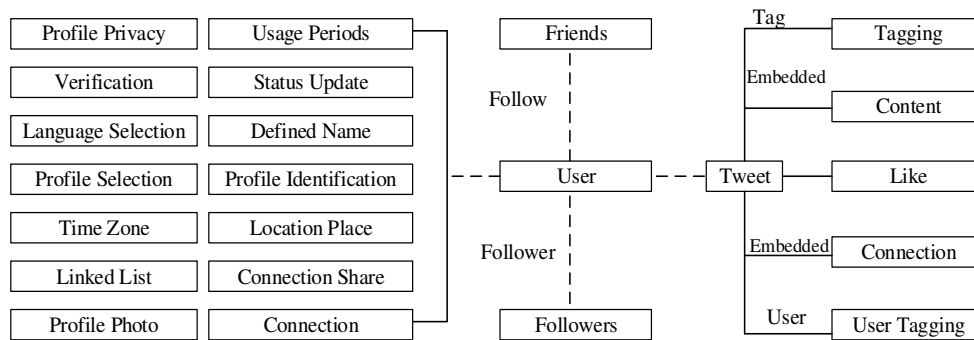 Profile Privacy
Usage Periods
Friends
Tag
Tagging
Verification
Status Update
Embedded
Follow
Content
Language Selection
Defined Name
Profile Selection
Profile Identification
User
Tweet
Like
Time Zone
Location Place
Follower
Embedded
Connection
Linked List
Connection Share
Profile Photo
Connection
Followers
User
User Tagging